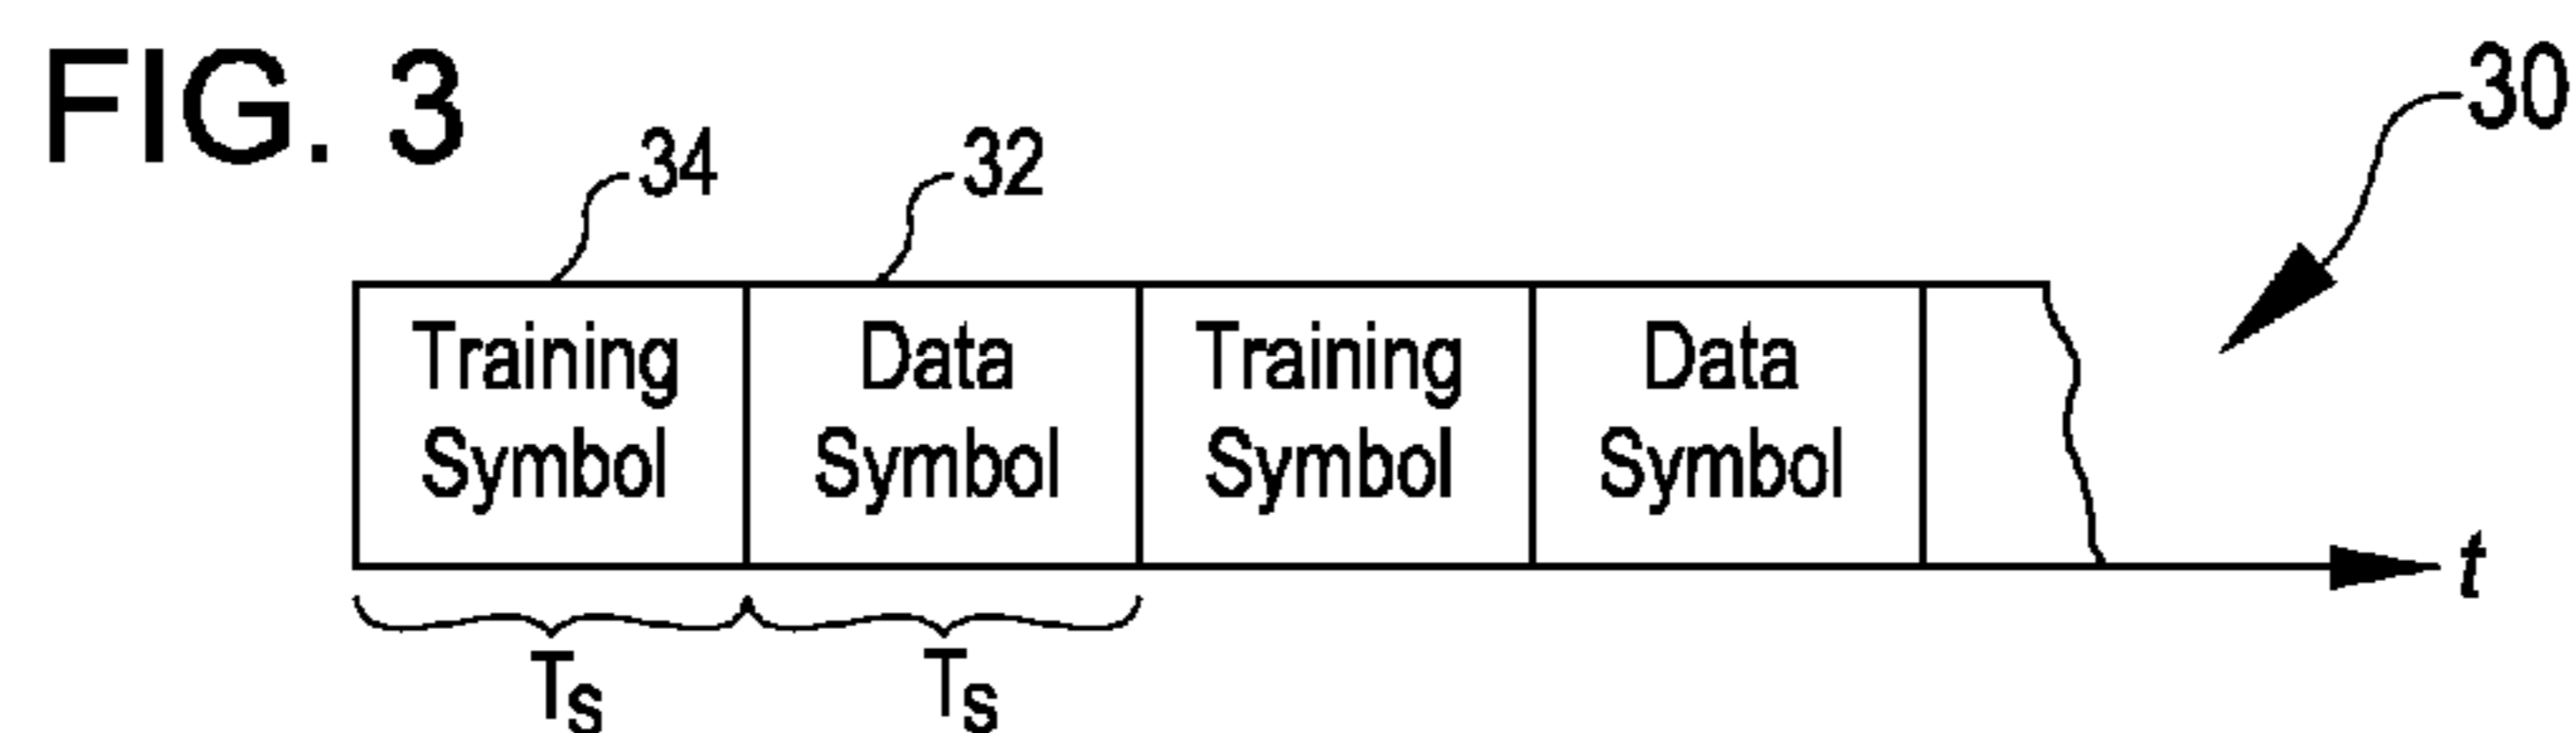 FIG. 3
30
34
32
Training Symbol
Data Symbol
Training Symbol
Data Symbol
t
Ts
Ts